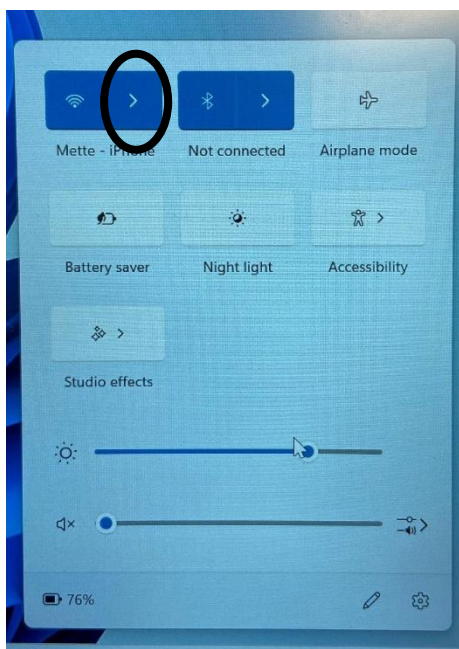 Mette - iPhone Not connected Airplane mode
Battery saver Night light Accessibility
Studio effects
76%